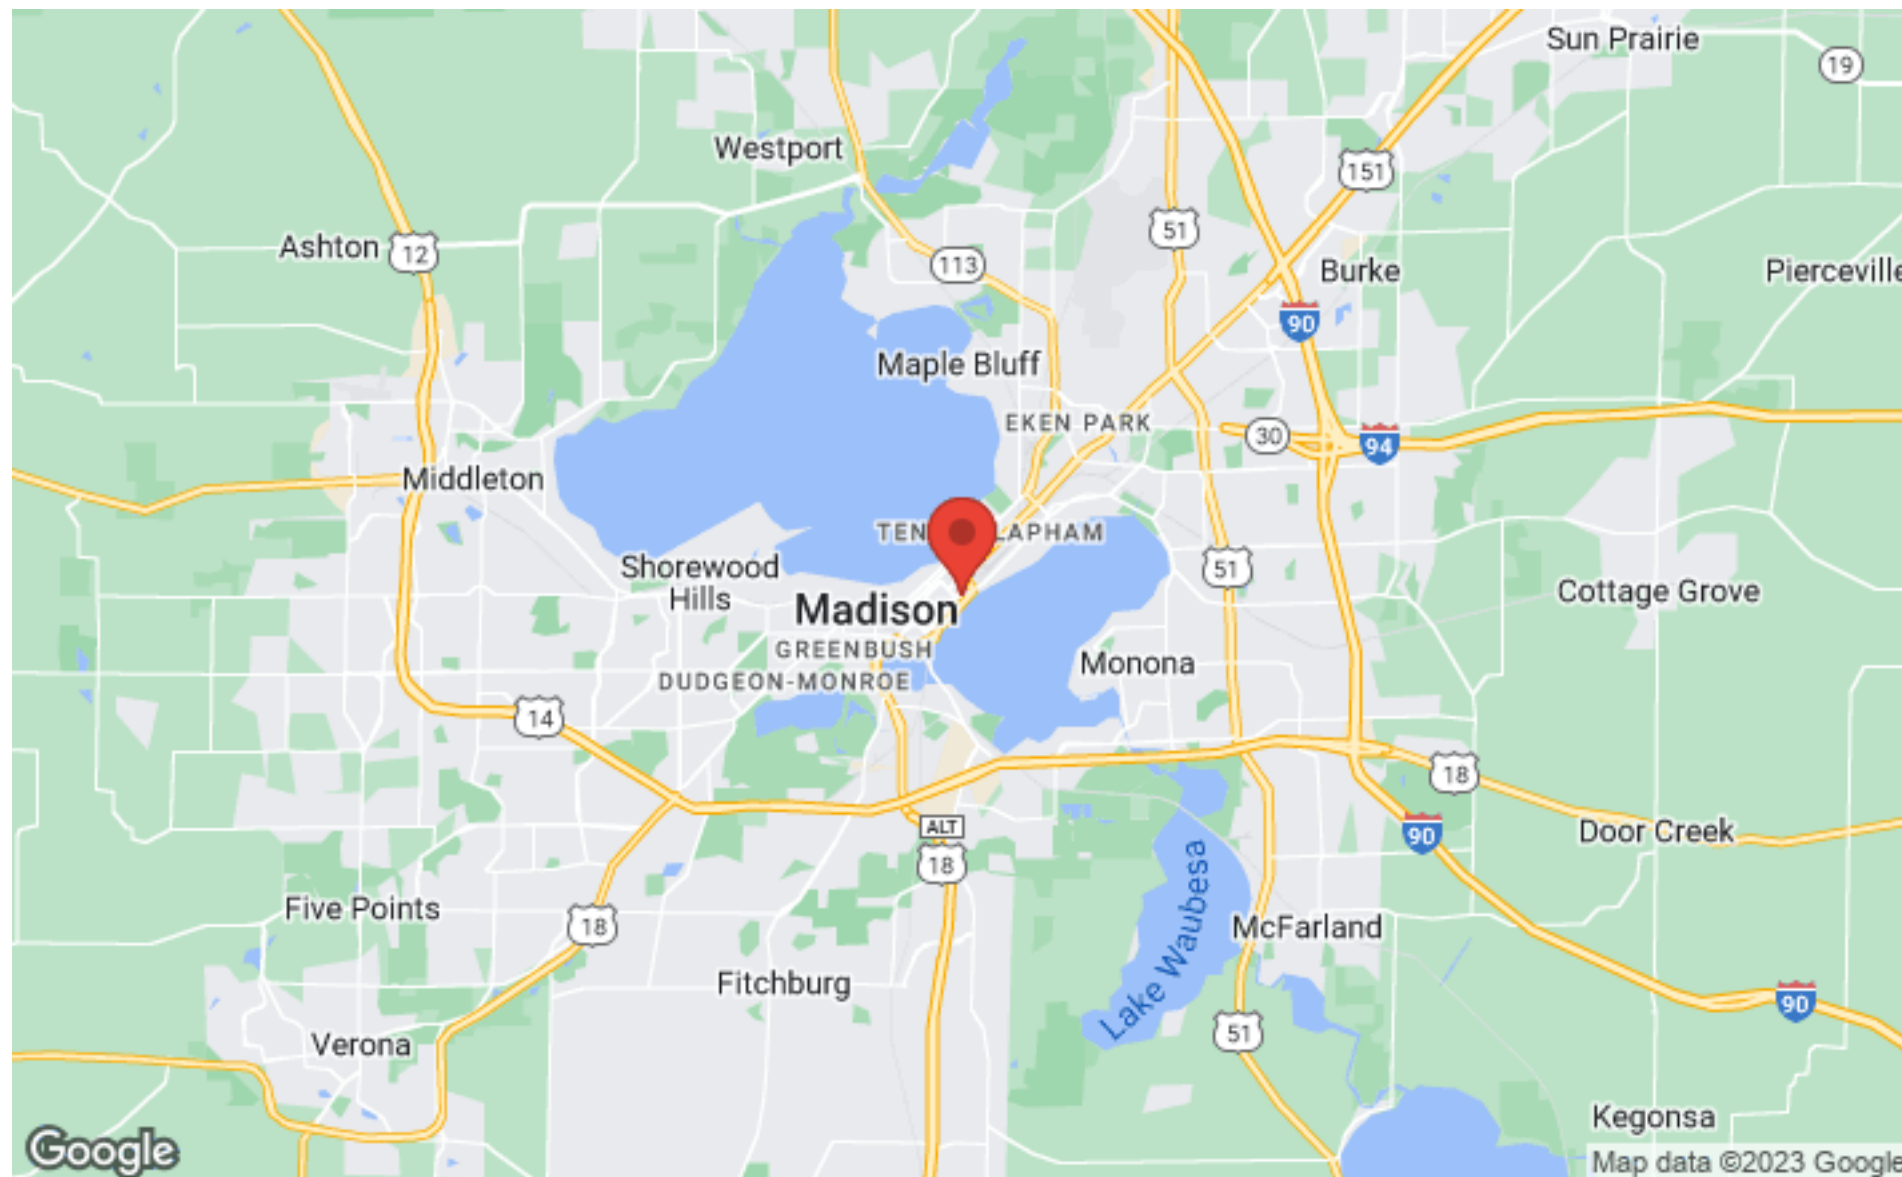 Sun Prairie
19
Westport
151
51
Ashton
12
113
Burke
Pierceville
90
Maple Bluff
EKEN PARK
30
94
Middleton
TEN LAPHAM
Shorewood
Hills
51
Cottage Grove
Madison
GREENBUSH
DUDGEON-MONROE
Monona
14
18
ALT
18
90
Door Creek
Lake Waubesa
Five Points
18
McFarland
Fitchburg
90
51
Verona
Kegonsa
Google
Map data ©2023 Google